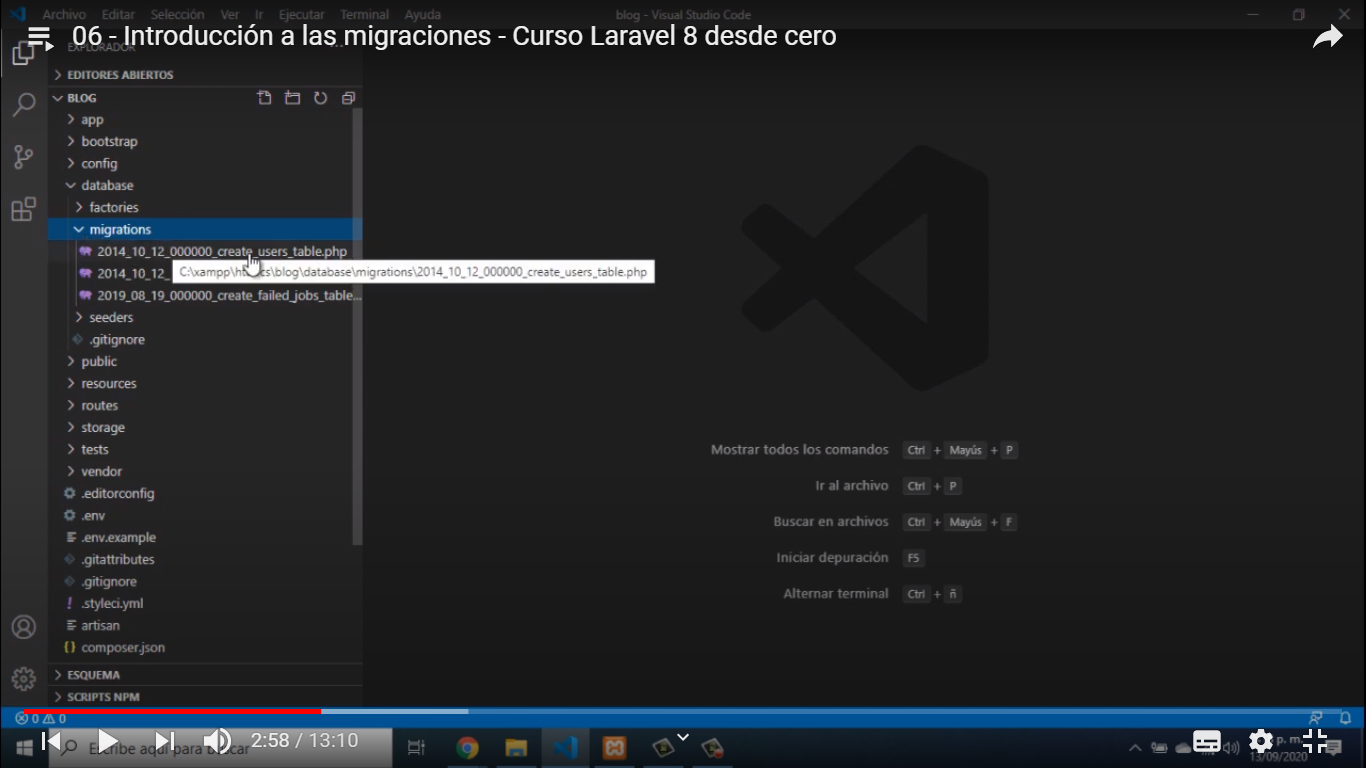 Archivo Editar Selección Ver Ir Ejecutar Terminal Ayuda blog - Visual Studio Code
06 - Introducción a las migraciones - Curso Laravel 8 desde cero
EXPLORADOR
EDITORES ABIERTOS
BLOG
app
bootstrap
config
database
factories
migrations
2014_10_12_000000_create_users_table.php
2014_10_12_
C:\xampp\htdocs\blog\database\migrations\2014_10_12_000000_create_users_table.php
2019_08_19_000000_create_failed_jobs_table...
seeders
.gitignore
public
resources
routes
storage
tests
vendor
.editorconfig
.env
.env.example
.gitattributes
.gitignore
.styleci.yml
artisan
composer.json
ESQUEMA
SCRIPTS NPM
Mostrar todos los comandos Ctrl + Mayús + P
Ir al archivo Ctrl + P
Buscar en archivos Ctrl + Mayús + F
Iniciar depuración F5
Alternar terminal Ctrl + ñ
0 0
Escribe aquí para buscar
2:58 / 13:10
p. m.
13/09/2020